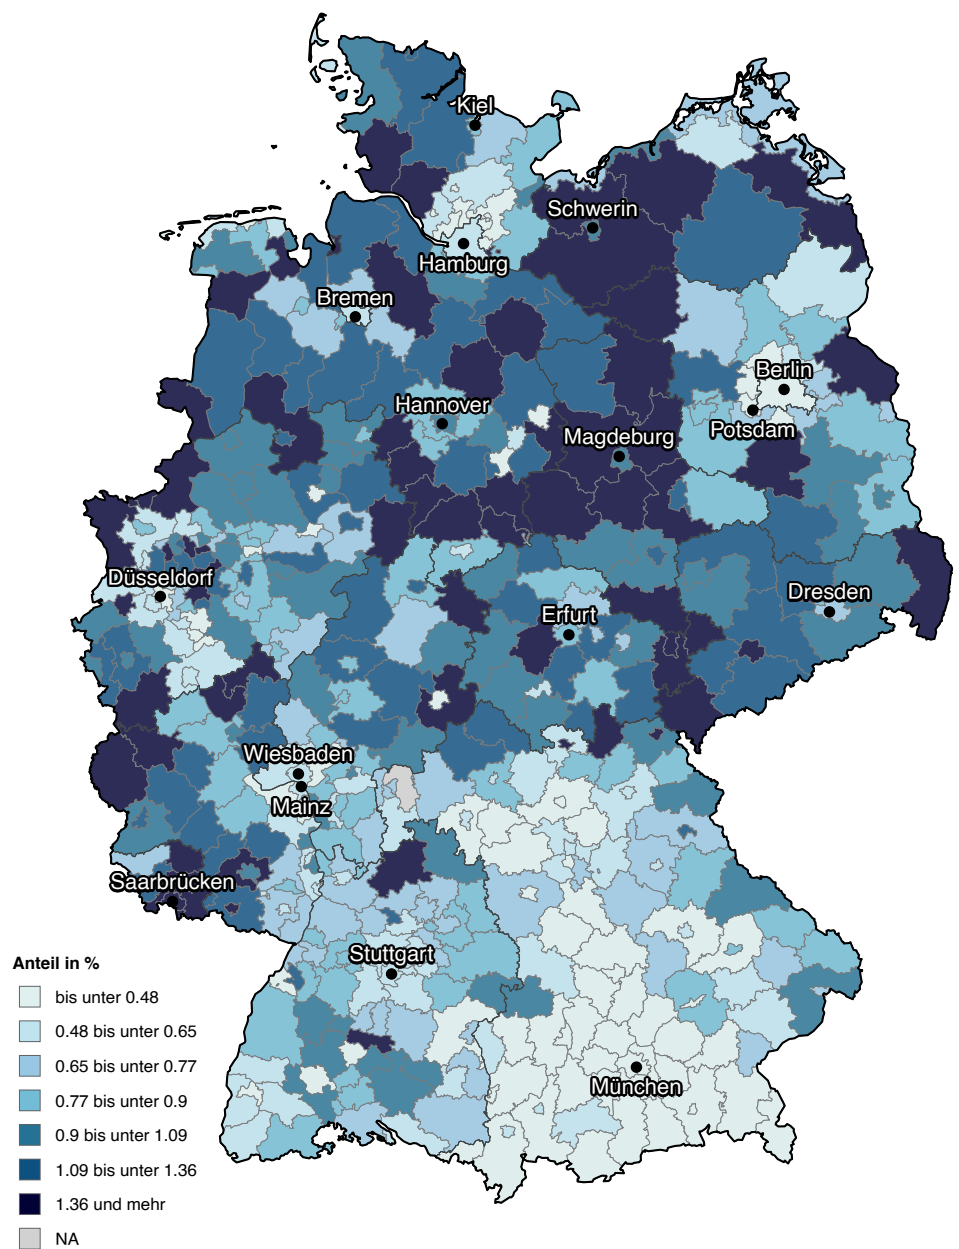 Kiel
Schwerin
Hamburg
Bremen
Berlin
Hannover
Potsdam
Magdeburg
Düsseldorf
Dresden
Erfurt
Wiesbaden
Mainz
Saarbrücken
Stuttgart
München
Anteil in %
bis unter 0.48
0.48 bis unter 0.65
0.65 bis unter 0.77
0.77 bis unter 0.9
0.9 bis unter 1.09
1.09 bis unter 1.36
1.36 und mehr
NA